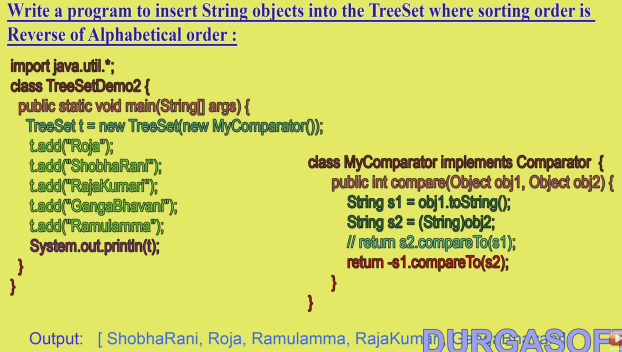 Write a program to insert String objects into the TreeSet where sorting order is
Reverse of Alphabetical order :
import java.util.*;
class TreeSetDemo2 {
public static void main(String[] args) {
TreeSet t = new TreeSet(new MyComparator());
t.add("Roja");
t.add("ShobhaRani");
t.add("RajaKumari");
t.add("GangaBhavani");
t.add("Ramulamma");
System.out.println(t);
}
}
class MyComparator implements Comparator {
public int compare(Object obj1, Object obj2) {
String s1 = obj1.toString();
String s2 = (String)obj2;
// return s2.compareTo(s1);
return -s1.compareTo(s2);
}
}
Output: [ ShobhaRani, Roja, Ramulamma,
DURGASOFT